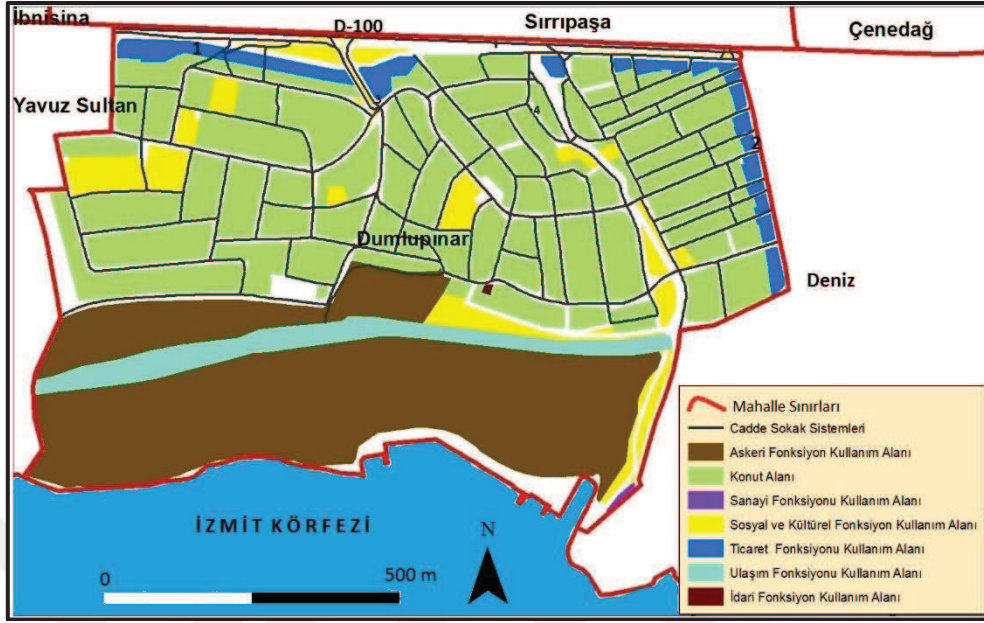 İbnisina
D-100
Sırrıpaşa
Çenedağ
1
3
4
Yavuz Sultan
2
Dumlupınar
Deniz
İZMİT KÖRFEZİ
N
0
500 m
Mahalle Sınırları
Cadde Sokak Sistemleri
Askeri Fonksiyon Kullanım Alanı
Konut Alanı
Sanayi Fonksiyonu Kullanım Alanı
Sosyal ve Kültürel Fonksiyon Kullanım Alanı
Ticaret Fonksiyonu Kullanım Alanı
Ulaşım Fonksiyonu Kullanım Alanı
İdari Fonksiyon Kullanım Alanı